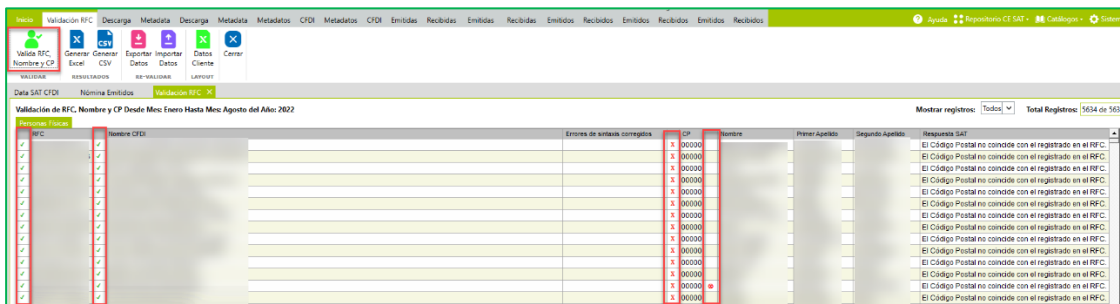 Inicio Validación RFC Descarga Metadata Descarga Metadata Metadatos CFDI Metadatos CFDI Emitidas Recibidas Emitidas Recibidas Emitidos Recibidos Emitidos Recibidos Emitidos Recibidos Ayuda Repositorio CE SAT Catálogos Sistem
Valida RFC, Nombre y CP
Generar Excel
CSV Generar CSV
Exportar Datos
Importar Datos
Datos Cliente
Cerrar
VALIDAR RESULTADOS RE-VALIDAR LAYOUT
Data SAT CFDI Nómina Emitidos Validación RFC X
Validación de RFC, Nombre y CP Desde Mes: Enero Hasta Mes: Agosto del Año: 2022 Mostrar registros: Todos Total Registros: 5634 de 563
Personas Físicas
RFC Nombre CFDI Errores de sintaxis corregidos CP Nombre Primer Apellido Segundo Apellido Respuesta SAT
✓ ✓ X 00000 El Código Postal no coincide con el registrado en el RFC.
✓ ✓ X 00000 El Código Postal no coincide con el registrado en el RFC.
✓ ✓ X 00000 El Código Postal no coincide con el registrado en el RFC.
✓ ✓ X 00000 El Código Postal no coincide con el registrado en el RFC.
✓ ✓ X 00000 El Código Postal no coincide con el registrado en el RFC.
✓ ✓ X 00000 El Código Postal no coincide con el registrado en el RFC.
✓ ✓ X 00000 El Código Postal no coincide con el registrado en el RFC.
✓ ✓ X 00000 El Código Postal no coincide con el registrado en el RFC.
✓ ✓ X 00000 El Código Postal no coincide con el registrado en el RFC.
✓ ✓ X 00000 El Código Postal no coincide con el registrado en el RFC.
✓ ✓ X 00000 El Código Postal no coincide con el registrado en el RFC.
✓ ✓ X 00000 El Código Postal no coincide con el registrado en el RFC.
✓ ✓ X 00000 El Código Postal no coincide con el registrado en el RFC.
✓ ✓ X 00000 El Código Postal no coincide con el registrado en el RFC.